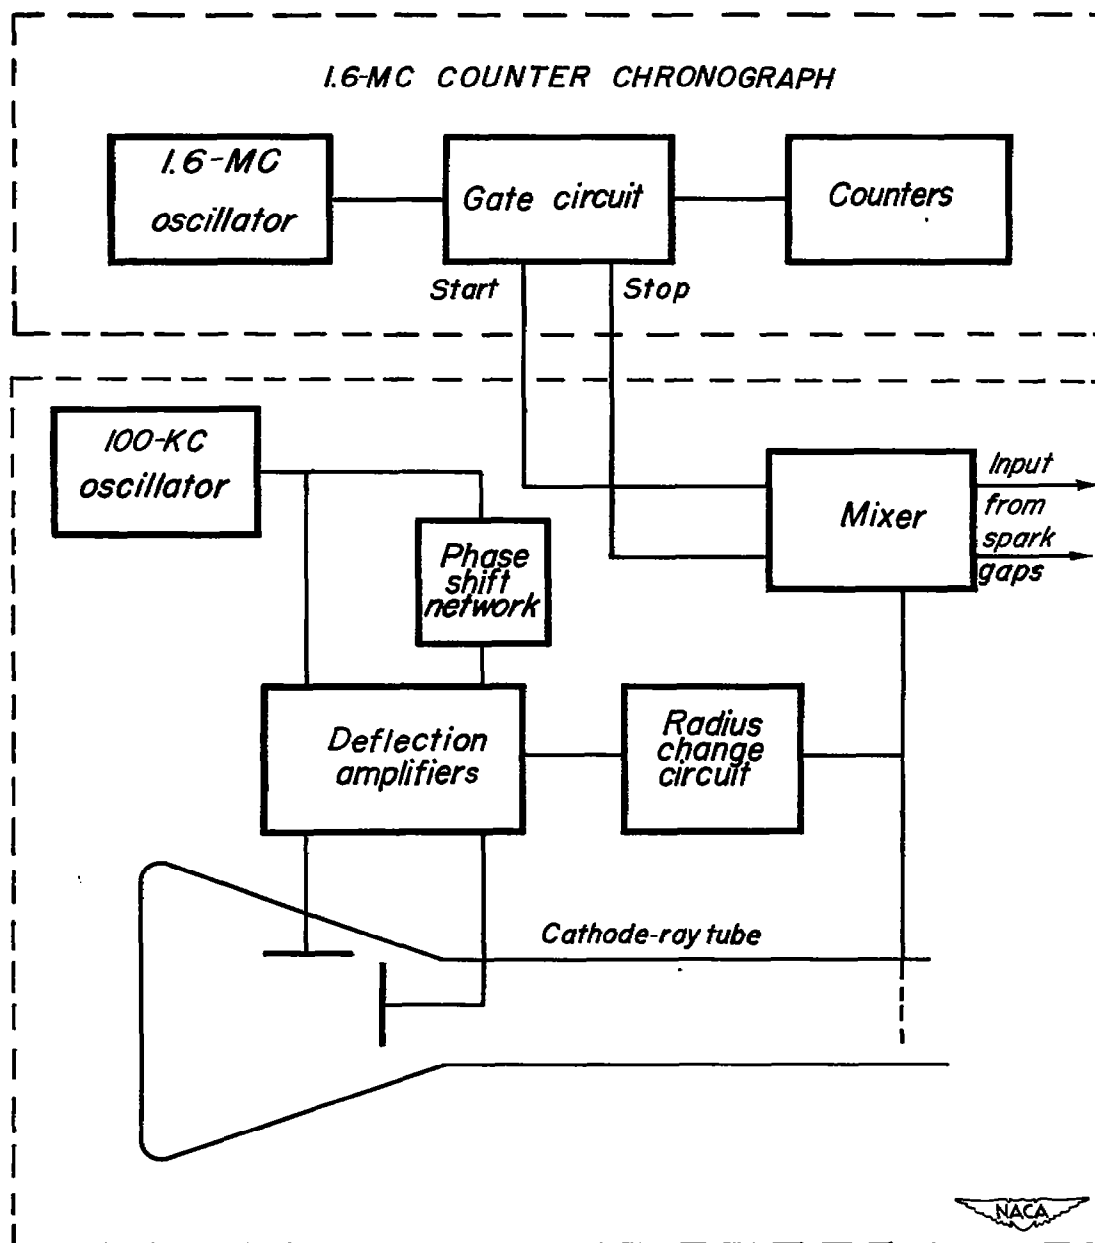 1.6-MC COUNTER CHRONOGRAPH
1.6-MC
oscillator
Gate circuit
Counters
Start
Stop
100-KC
oscillator
Input
from
spark
gaps
Mixer
Phase
shift
network
Deflection
amplifiers
Radius
change
circuit
Cathode-ray tube
NACA